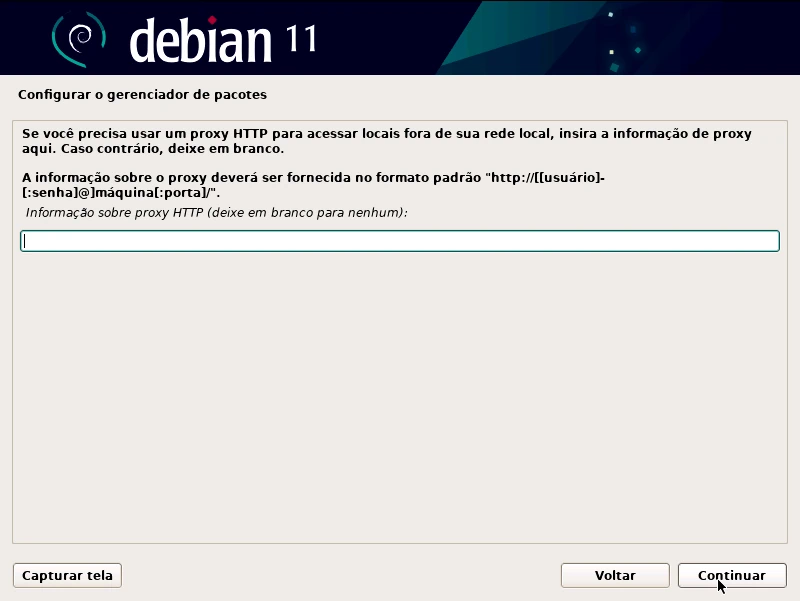 debian 11
Configurar o gerenciador de pacotes
Se você precisa usar um proxy HTTP para acessar locais fora de sua rede local, insira a informação de proxy
aqui. Caso contrário, deixe em branco.
A informação sobre o proxy deverá ser fornecida no formato padrão "http://[[usuário]-
[:senha]@]máquina[:porta]/".
Informação sobre proxy HTTP (deixe em branco para nenhum):
Capturar tela
Voltar
Continuar